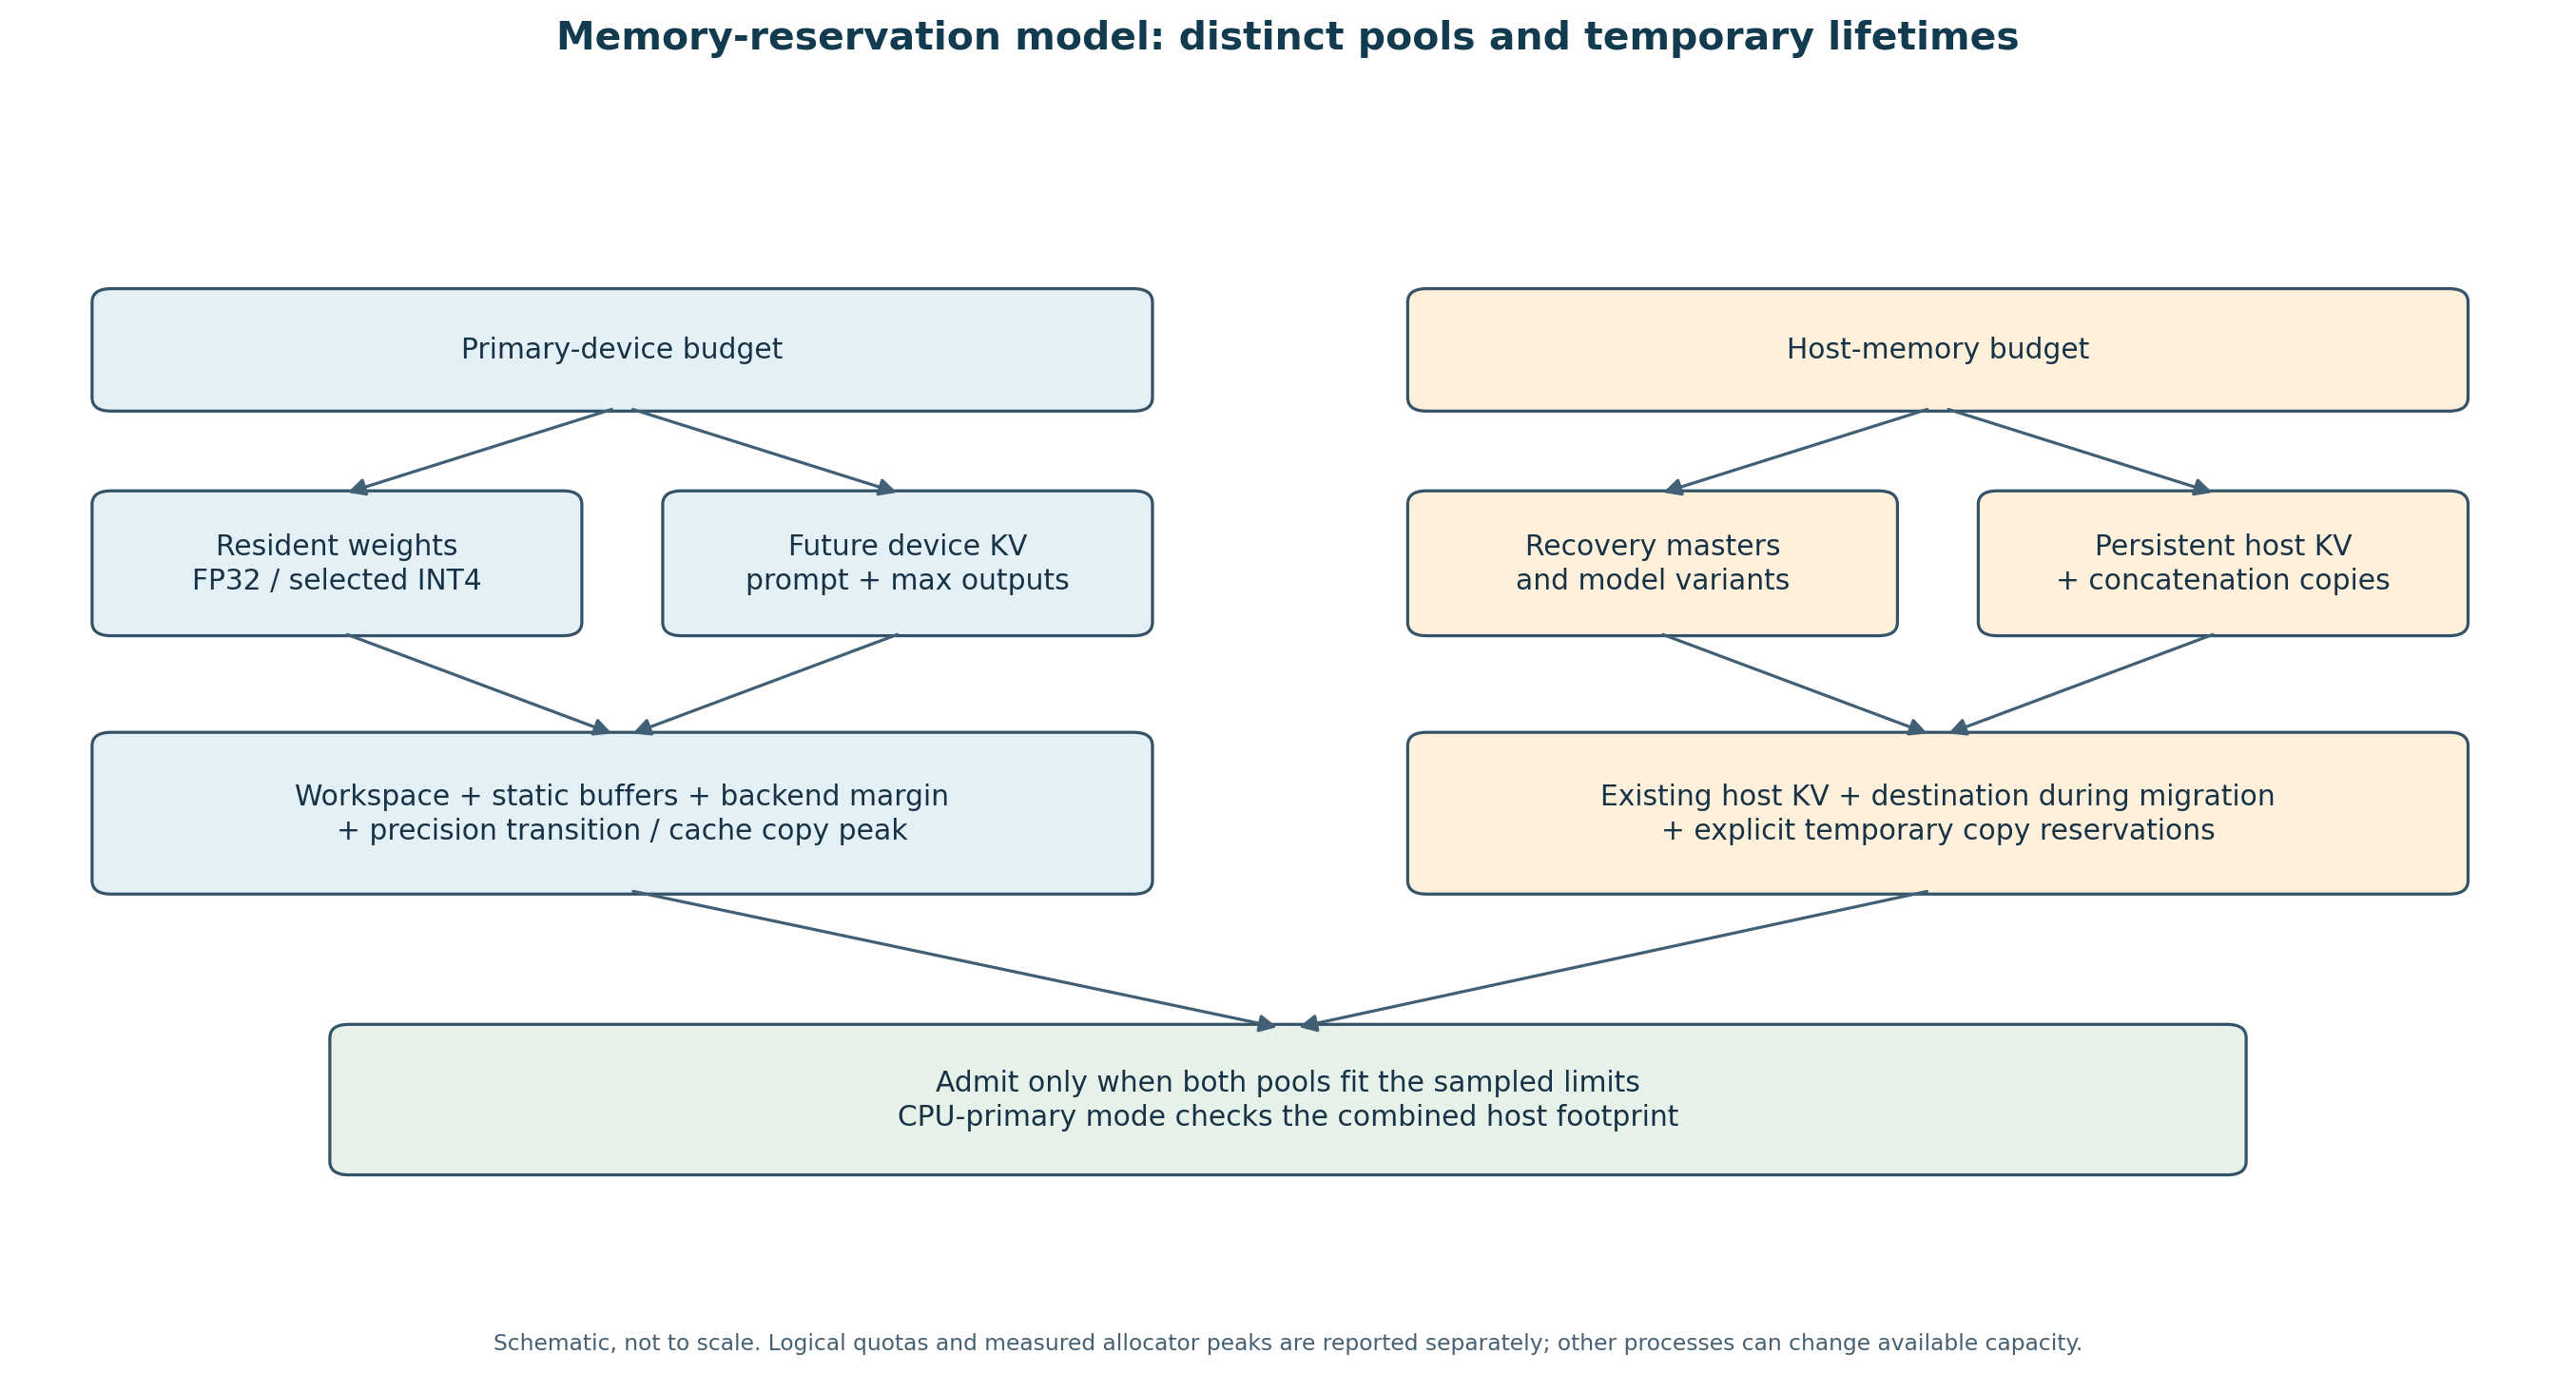 Memory-reservation model: distinct pools and temporary lifetimes
Primary-device budget
Host-memory budget
Resident weights
FP32 / selected INT4
Future device KV
prompt + max outputs
Recovery masters
and model variants
Persistent host KV
+ concatenation copies
Workspace + static buffers + backend margin
+ precision transition / cache copy peak
Existing host KV + destination during migration
+ explicit temporary copy reservations
Admit only when both pools fit the sampled limits
CPU-primary mode checks the combined host footprint
Schematic, not to scale. Logical quotas and measured allocator peaks are reported separately; other processes can change available capacity.